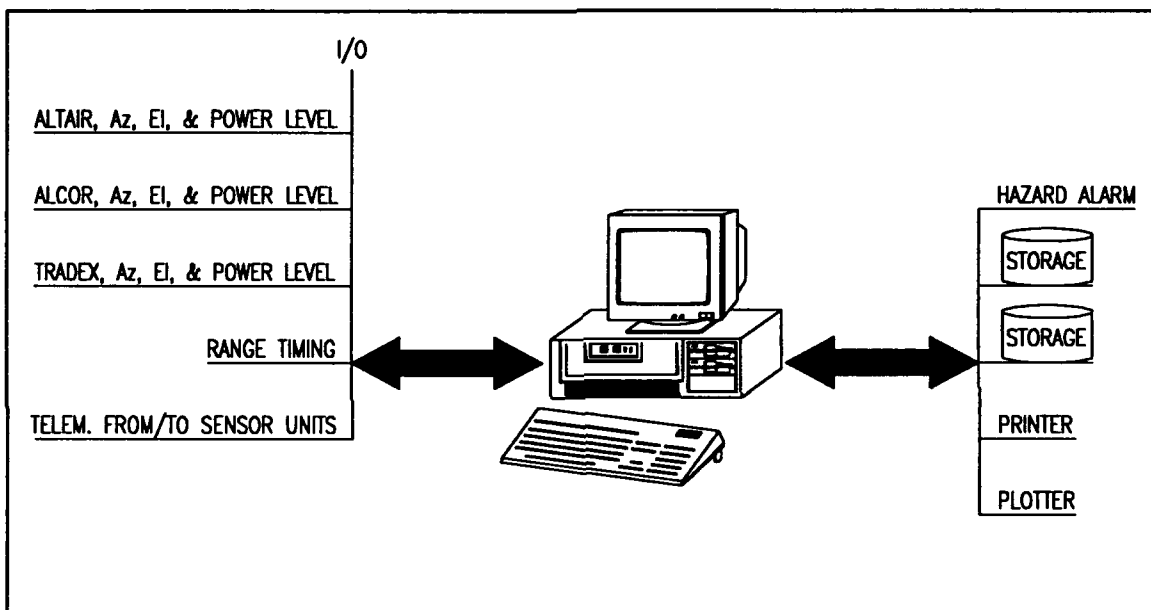 I/O
ALTAIR, Az, El, & POWER LEVEL
ALCOR, Az, El, & POWER LEVEL
TRADEX, Az, El, & POWER LEVEL
RANGE TIMING
TELEM. FROM/TO SENSOR UNITS
HAZARD ALARM
STORAGE
STORAGE
PRINTER
PLOTTER